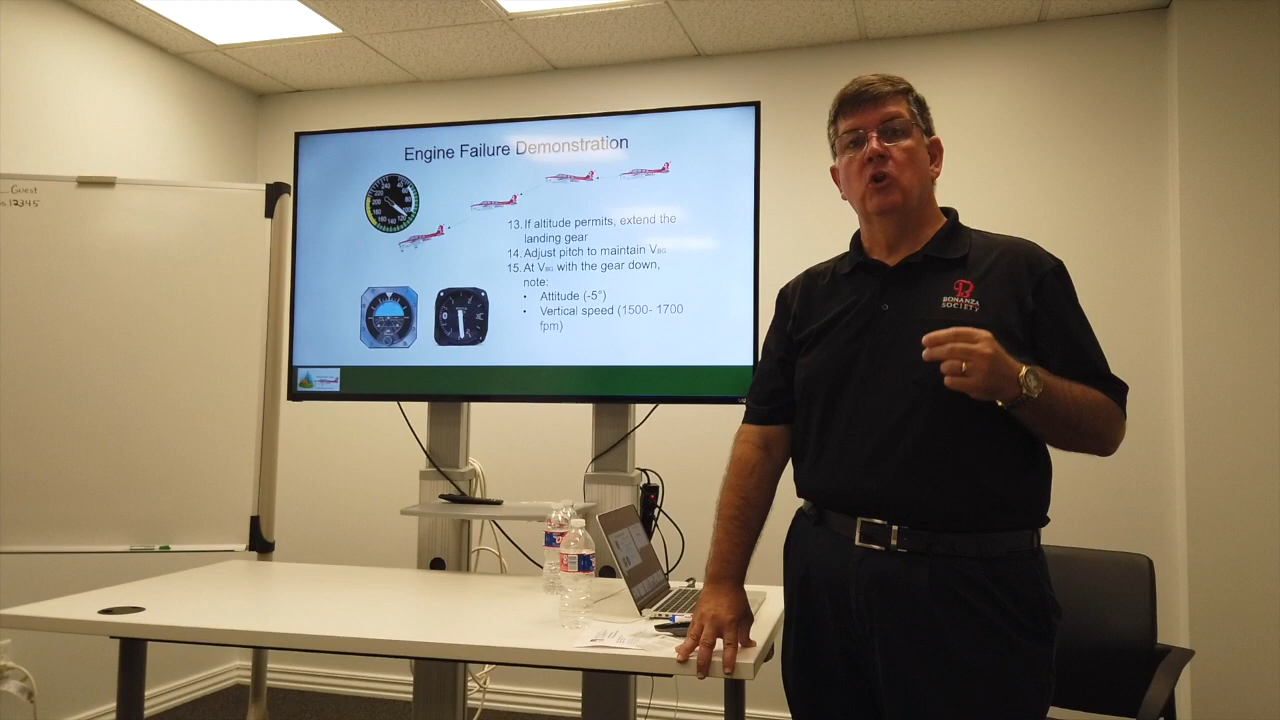 Guest
12345
Engine Failure Demonstration
13. If altitude permits, extend the
landing gear
14. Adjust pitch to maintain VBG
15. At VBG with the gear down,
note:
• Attitude (-5°)
• Vertical speed (1500- 1700
fpm)
BONANZA
SOCIETY